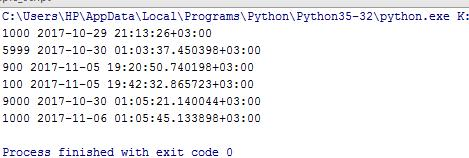 C:\Users\HP\AppData\Local\Programs\Python\Python35-32\python.exe K:
1000 2017-10-29 21:13:26+03:00
5999 2017-10-30 01:03:37.450398+03:00
900 2017-11-05 19:20:50.740198+03:00
100 2017-11-05 19:42:32.865723+03:00
9000 2017-10-30 01:05:21.140044+03:00
1000 2017-11-06 01:05:45.133898+03:00
Process finished with exit code 0